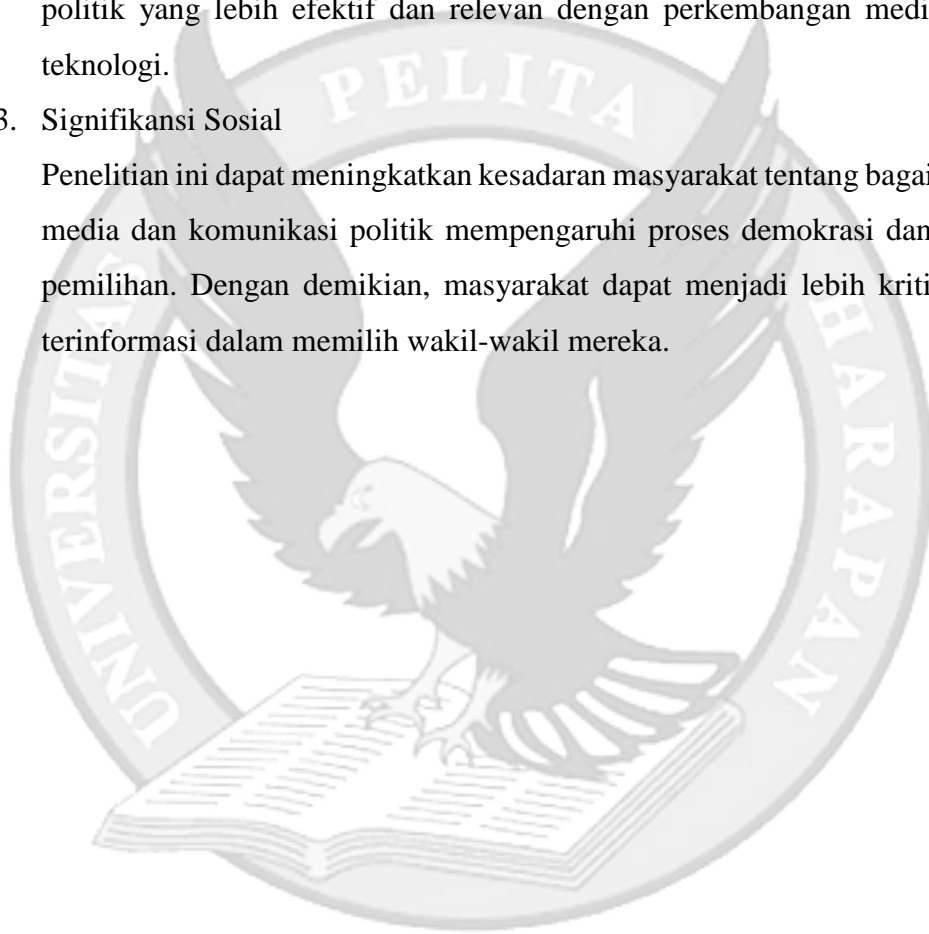 politik yang lebih efektif dan relevan dengan perkembangan medi
teknologi.
3. Signifikansi Sosial
Penelitian ini dapat meningkatkan kesadaran masyarakat tentang bagai
media dan komunikasi politik mempengaruhi proses demokrasi dan
pemilihan. Dengan demikian, masyarakat dapat menjadi lebih kriti
terinformasi dalam memilih wakil-wakil mereka.
UNIVERSITAS PELITA HARAPAN